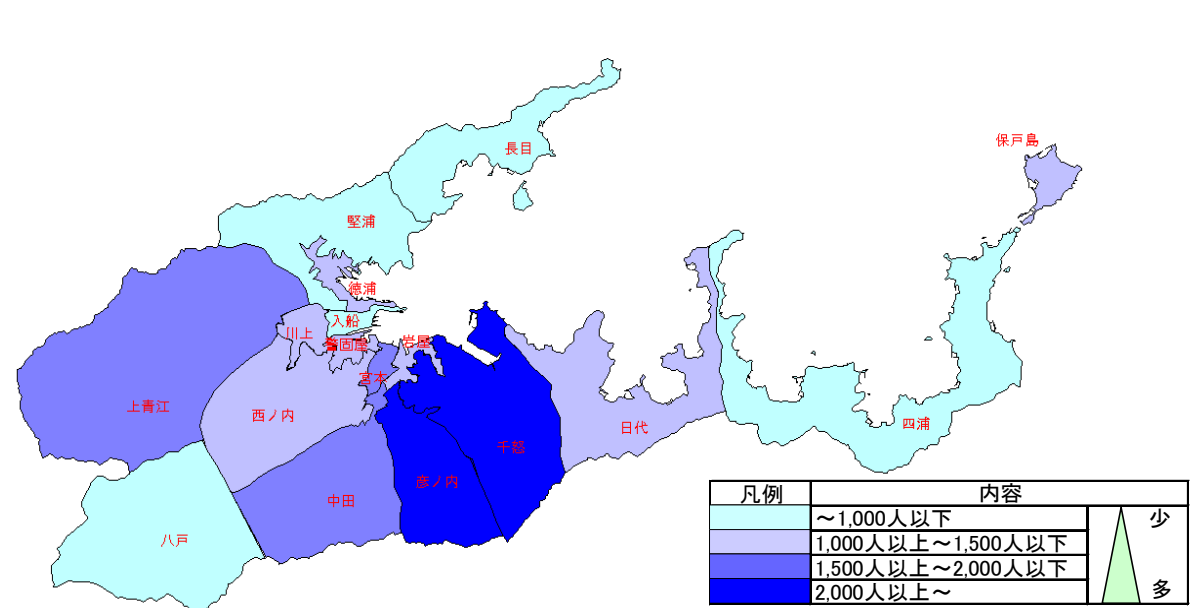 保戸島
長目
堅浦
徳浦
入船
川上
警固屋
岩屋
宮本
上青江
西ノ内
日代
四浦
千怒
彦ノ内
中田
八戸
凡例 内容
～1,000人以下 少
1,000人以上～1,500人以下
1,500人以上～2,000人以下
2,000人以上～ 多